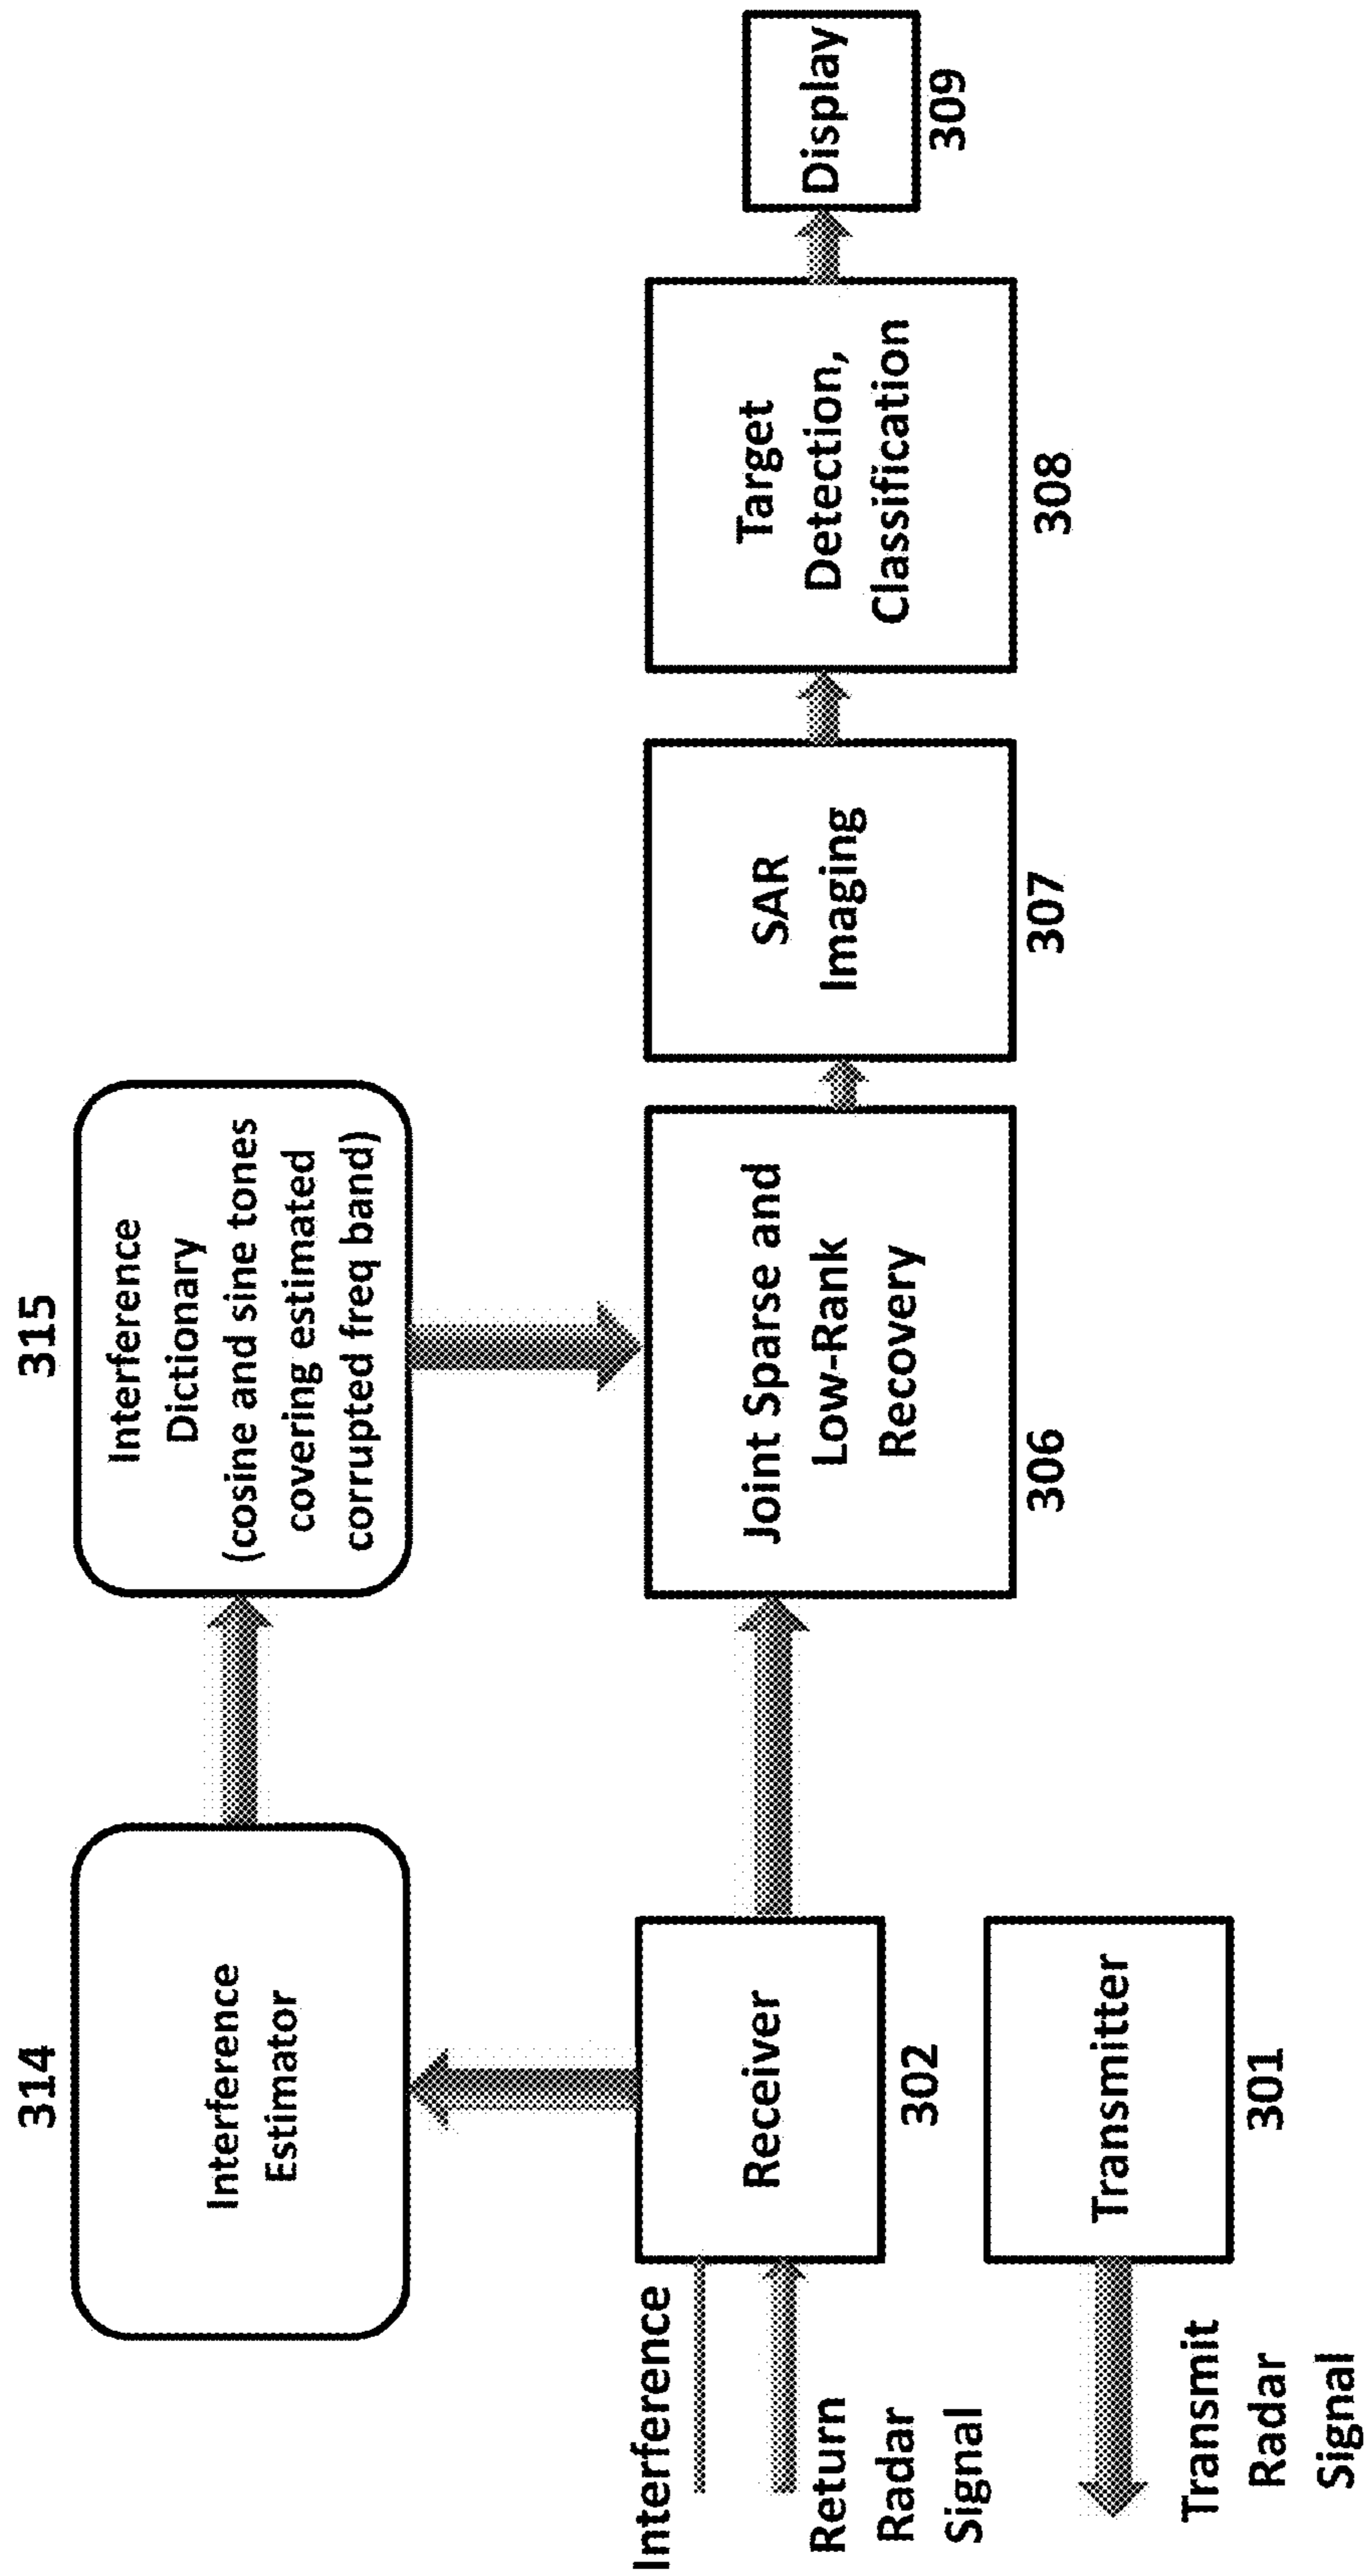 314
Interference
Estimator
315
Interference
Dictionary
(cosine and sine tones
covering estimated
corrupted freq band)
Interference
Return
Radar
Signal
Receiver
302
Joint Sparse and
Low-Rank
Recovery
306
SAR
Imaging
307
Target
Detection,
Classification
308
Display
309
Transmit
Radar
Signal
Transmitter
301